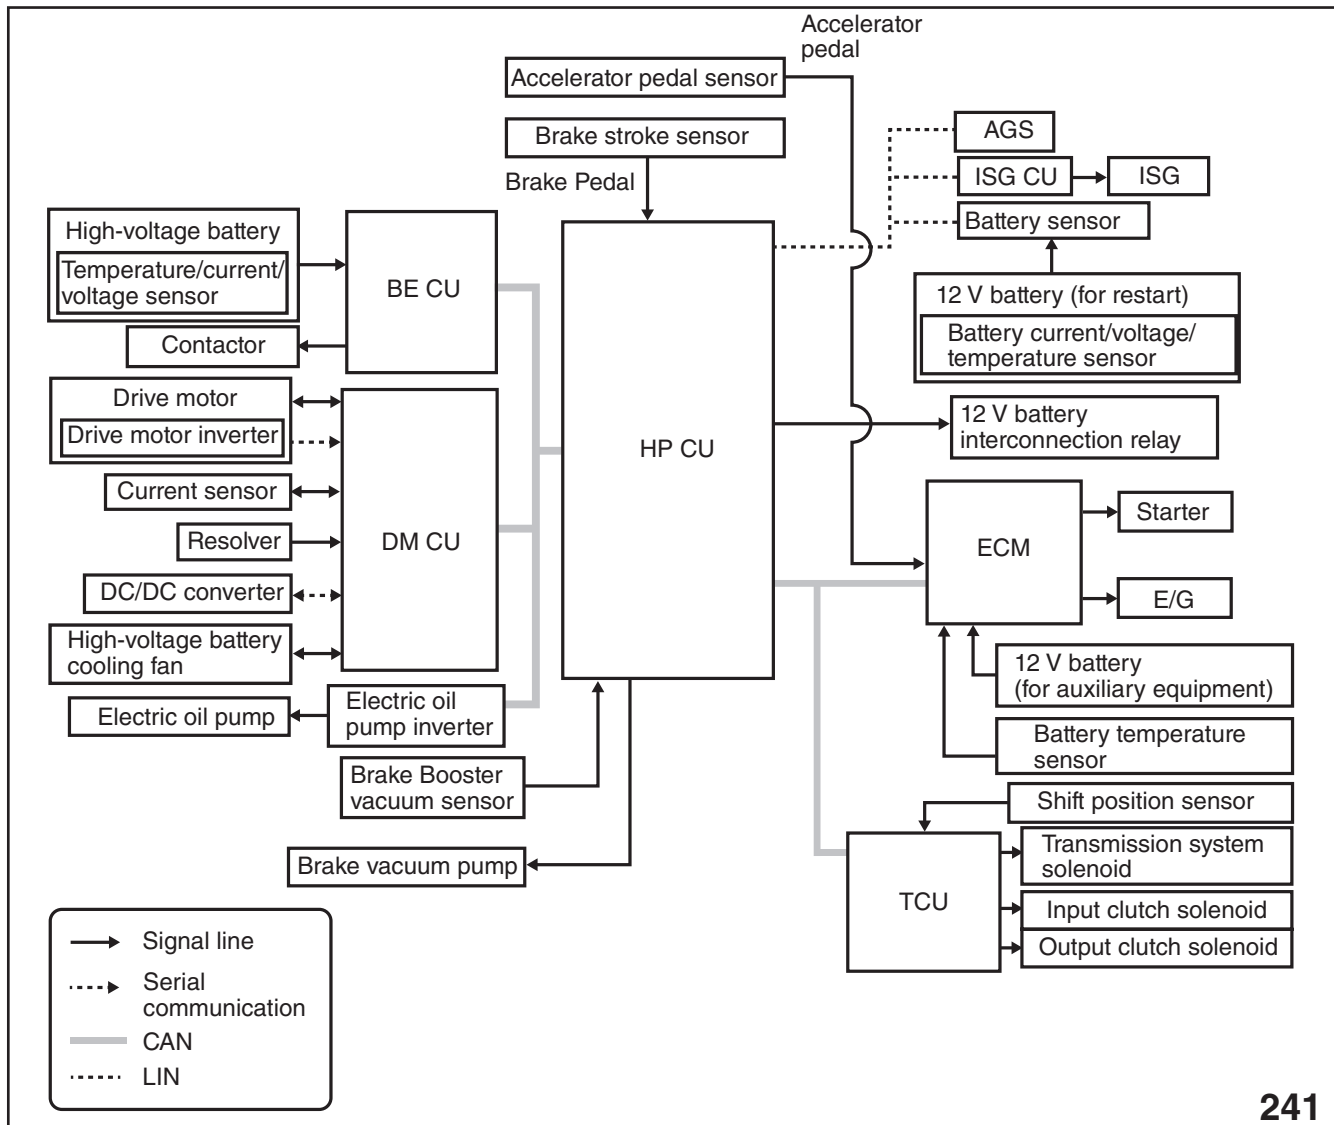 Accelerator
pedal
Accelerator pedal sensor
Brake stroke sensor
Brake Pedal
AGS
ISG CU
ISG
Battery sensor
High-voltage battery
Temperature/current/
voltage sensor
BE CU
Contactor
12 V battery (for restart)
Battery current/voltage/
temperature sensor
Drive motor
Drive motor inverter
12 V battery
interconnection relay
HP CU
Current sensor
Resolver
DM CU
DC/DC converter
High-voltage battery
cooling fan
ECM
Starter
E/G
12 V battery
(for auxiliary equipment)
Electric oil pump
Electric oil
pump inverter
Battery temperature
sensor
Brake Booster
vacuum sensor
Shift position sensor
Brake vacuum pump
TCU
Transmission system
solenoid
Input clutch solenoid
Output clutch solenoid
Signal line
Serial
communication
CAN
LIN
241